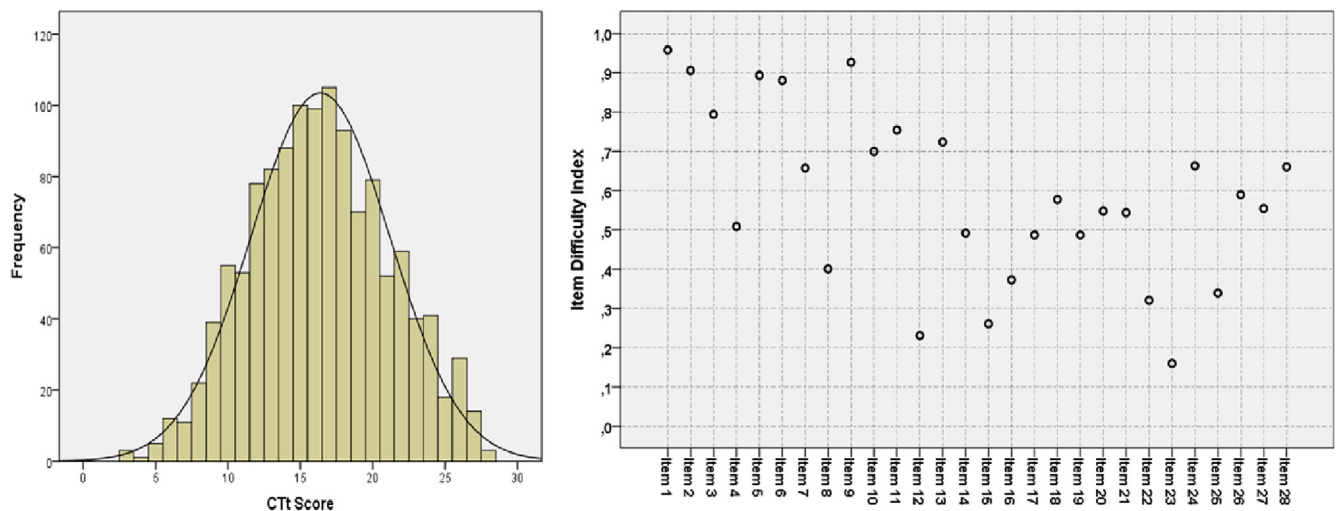 120
100
80
60
40
20
0
Frequency
0 5 10 15 20 25 30
CTt Score
1,0
,9
,8
,7
,6
,5
,4
,3
,2
,1
,0
Item Difficulty Index
Item 1
Item 2
Item 3
Item 4
Item 5
Item 6
Item 7
Item 8
Item 9
Item 10
Item 11
Item 12
Item 13
Item 14
Item 15
Item 16
Item 17
Item 18
Item 19
Item 20
Item 21
Item 22
Item 23
Item 24
Item 25
Item 26
Item 27
Item 28